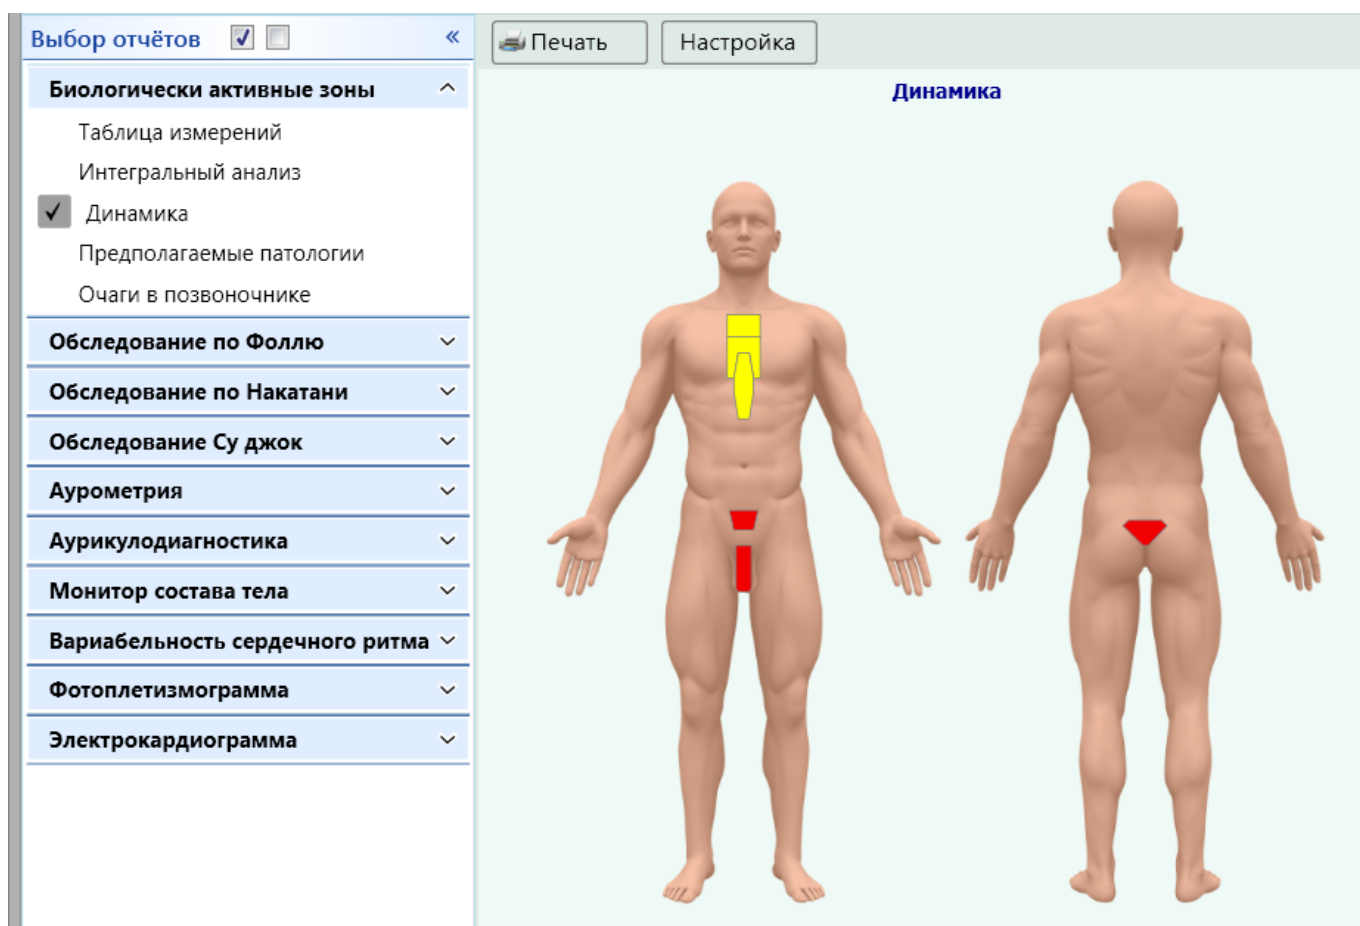 Выбор отчётов
Биологически активные зоны
Таблица измерений
Интегральный анализ
Динамика
Предполагаемые патологии
Очаги в позвоночнике
Обследование по Фоллю
Обследование по Накатани
Обследование Су джок
Аурометрия
Аурикулодиагностика
Монитор состава тела
Вариабельность сердечного ритма
Фотоплетизмограмма
Электрокардиограмма
Печать
Настройка
Динамика